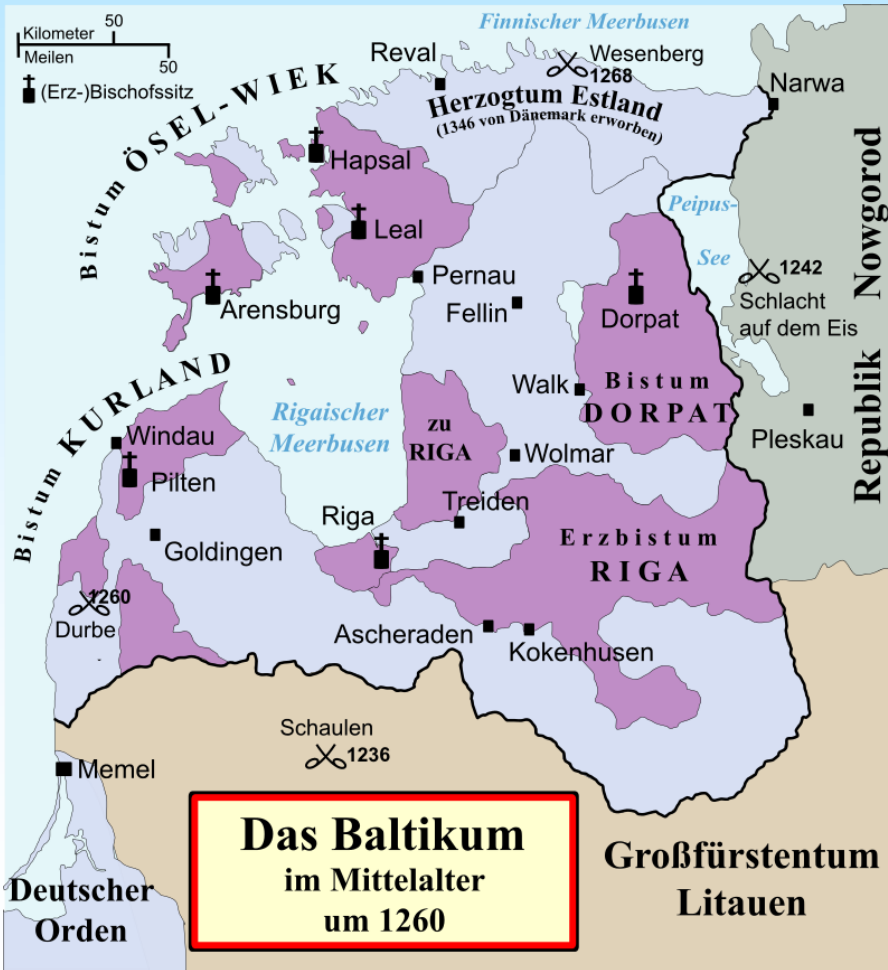 Finnischer Meerbusen
Kilometer 50
Meilen 50
(Erz-)Bischofssitz
Reval
Wesenberg
1268
Narwa
Herzogtum Estland
(1346 von Dänemark erworben)
Bistum ÖSEL-WIEK
Hapsal
Leal
Peipus-
See
Republik Nowgorod
1242
Schlacht
auf dem Eis
Pernau
Arensburg
Fellin
Dorpat
Bistum
DORPAT
Walk
Pleskau
Bistum KURLAND
Rigaischer
Meerbusen
zu
RIGA
Windau
Wolmar
Pilten
Treiden
Riga
Goldingen
Erzbistum
RIGA
1260
Durbe
Ascheraden
Kokenhusen
Schaulen
1236
Memel
Das Baltikum
im Mittelalter
um 1260
Großfürstentum
Litauen
Deutscher
Orden